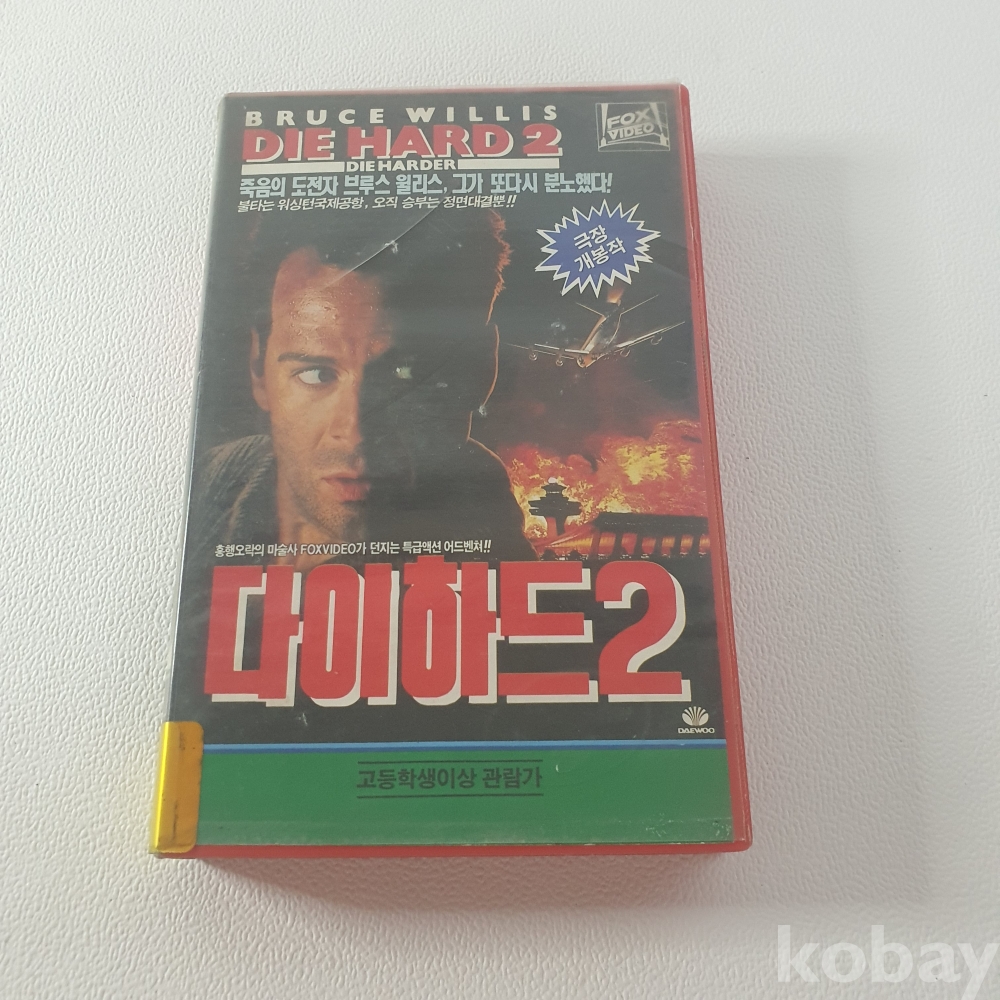 BRUCE WILLIS
DIE HARD 2
DIE HARDER
FOX
VIDEO
죽음의 도전자 브루스 윌리스, 그가 또다시 분노했다!
불타는 워싱턴국제공항, 오직 승부는 정면대결뿐!!
극장
개봉작
흥행오락의 마술사 FOXVIDEO가 던지는 특급액션 어드벤처!!
다이하드2
DAEWOO
고등학생이상 관람가
kobay